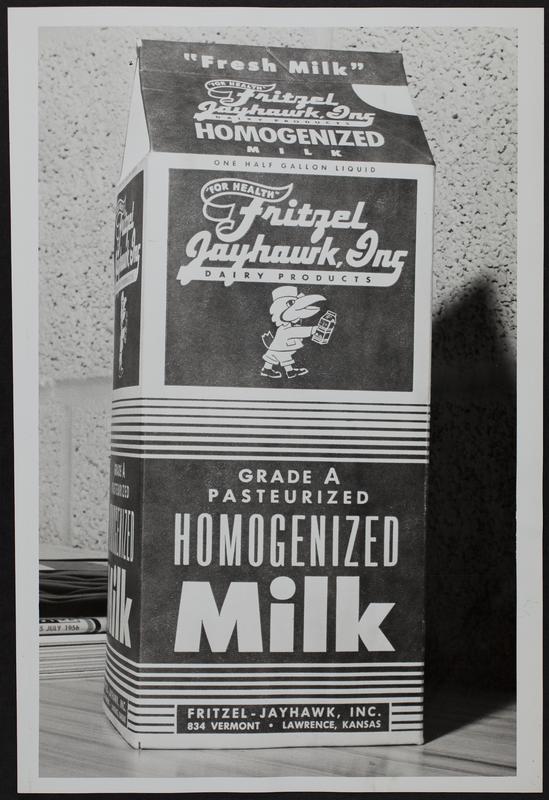 "Fresh Milk"
"FOR HEALTH"
Fritzel
Jayhawk, Inc
DAIRY PRODUCTS
HOMOGENIZED
MILK
ONE HALF GALLON LIQUID
"FOR HEALTH"
Fritzel
Jayhawk, Inc
DAIRY PRODUCTS
GRADE A
PASTEURIZED
HOMOGENIZED
Milk
FRITZEL-JAYHAWK, INC.
834 VERMONT • LAWRENCE, KANSAS
GRADE A
JULY 1956